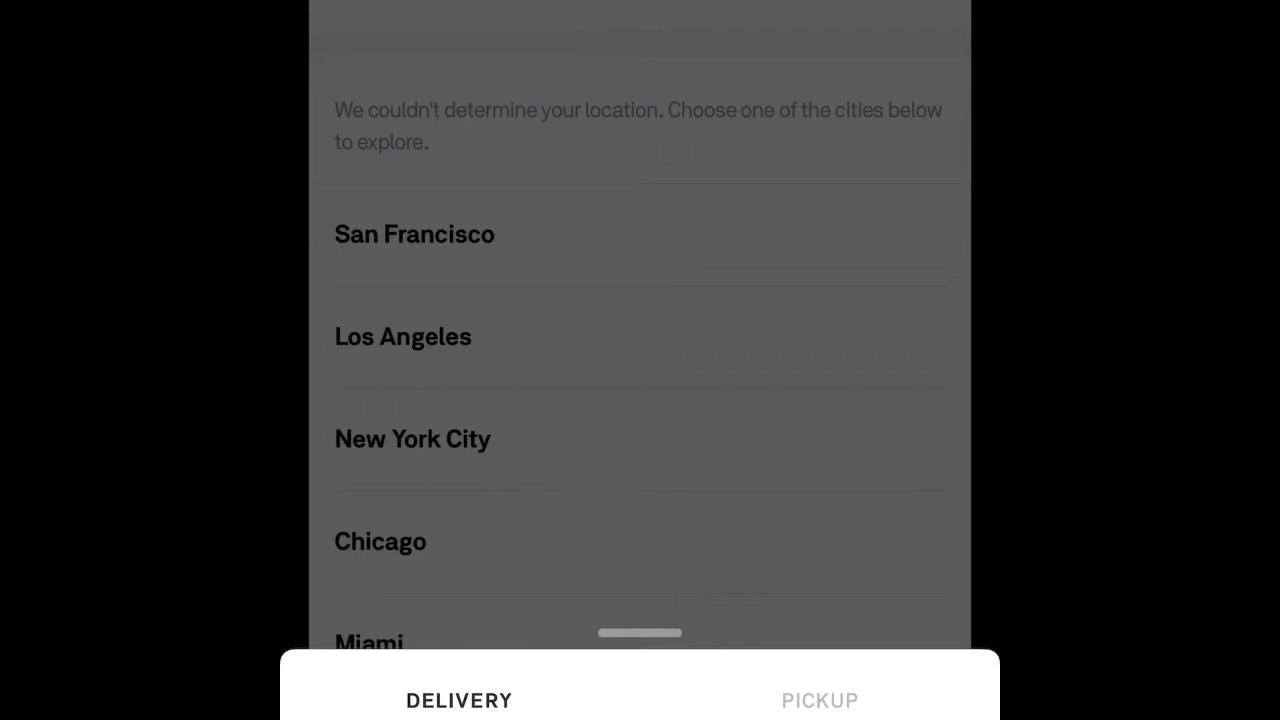 We couldn't determine your location. Choose one of the cities below
to explore.
San Francisco
Los Angeles
New York City
Chicago
Miami
DELIVERY PICKUP